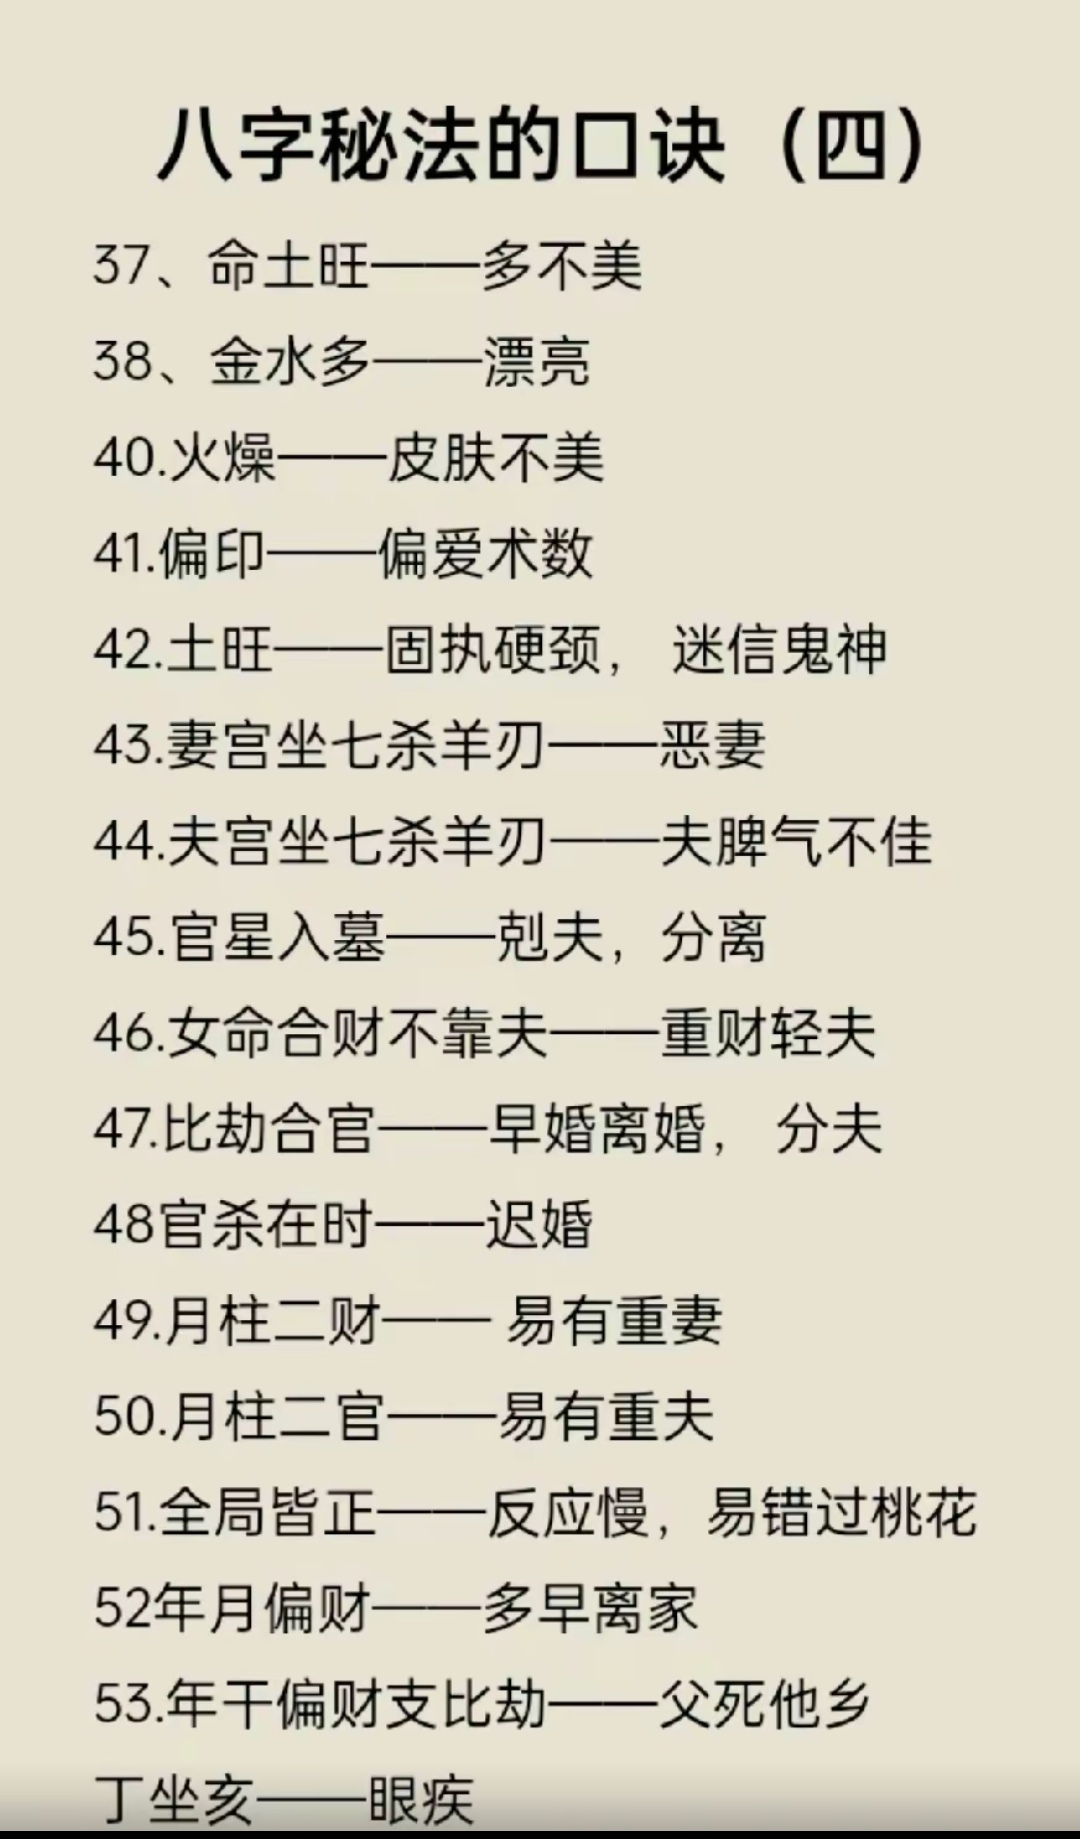 八字秘法的口诀（四）
37、命土旺——多不美
38、金水多——漂亮
40.火燥——皮肤不美
41.偏印——偏爱术数
42.土旺——固执硬颈， 迷信鬼神
43.妻宫坐七杀羊刃——恶妻
44.夫宫坐七杀羊刃——夫脾气不佳
45.官星入墓——剋夫，分离
46.女命合财不靠夫——重财轻夫
47.比劫合官——早婚离婚， 分夫
48官杀在时——迟婚
49.月柱二财—— 易有重妻
50.月柱二官——易有重夫
51.全局皆正——反应慢，易错过桃花
52年月偏财——多早离家
53.年干偏财支比劫——父死他乡
丁坐亥——眼疾